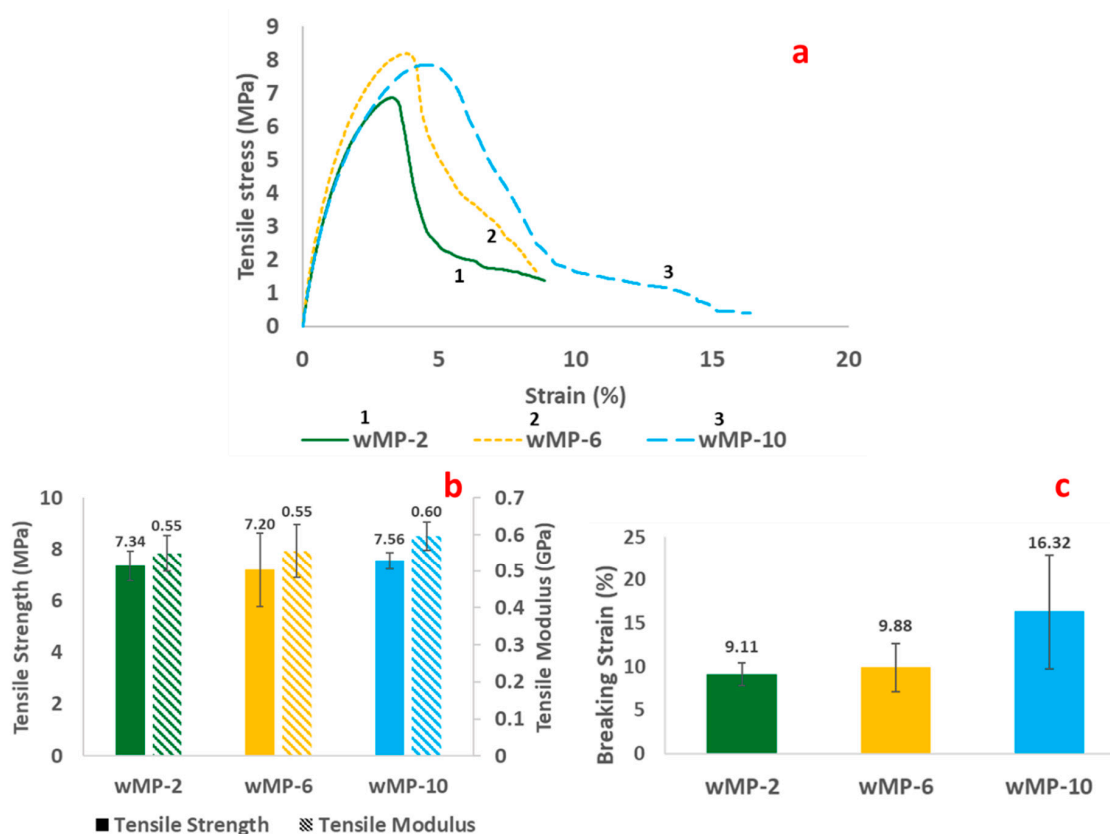 a
Tensile stress (MPa)
9
8
7
6
5
4
3
2
1
0
1
2
3
0 5 10 15 20
Strain (%)
1 2 3
wMP-2 wMP-6 wMP-10
b
Tensile Strength (MPa)
10
8
6
4
2
0
7.34 0.55 7.20 0.55 7.56 0.60
0.7
0.6
0.5
0.4
0.3
0.2
0.1
0
Tensile Modulus (GPa)
wMP-2 wMP-6 wMP-10
Tensile Strength Tensile Modulus
c
Breaking Strain (%)
25
20
15
10
5
0
9.11 9.88 16.32
wMP-2 wMP-6 wMP-10